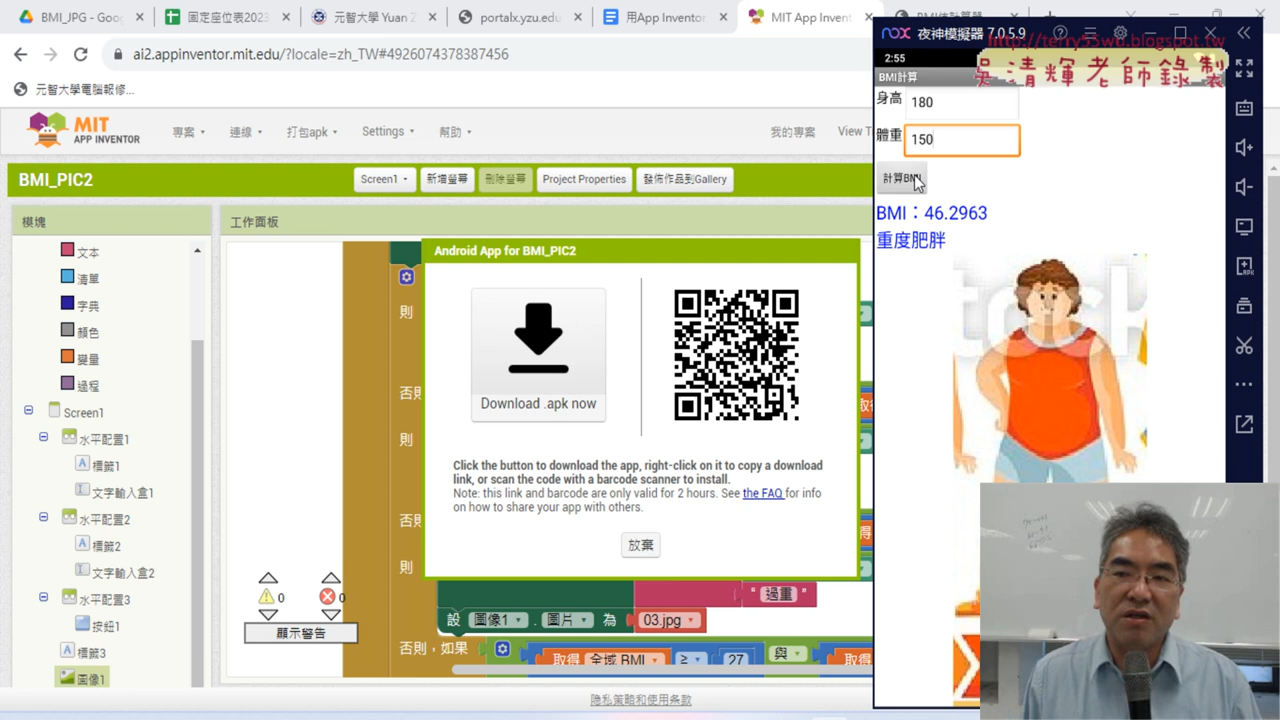 BMI_JPG - Goog
固定座位表2023
元智大學 Yuan Z
portalx.yzu.edu
用App Inventor
MIT App Invent
ai2.appinventor.mit.edu/?locale=zh_TW#4926074378387456
元智大學電腦報修...
MIT
APP INVENTOR
專案
連線
打包apk
Settings
幫助
我的專案
View T
BMI_PIC2
Screen1
新增螢幕
刪除螢幕
Project Properties
發佈作品到Gallery
模塊
工作面板
文本
清單
字典
顏色
變量
過程
Screen1
水平配置1
標籤1
文字輸入盒1
水平配置2
標籤2
文字輸入盒2
水平配置3
按鈕1
標籤3
圖像1
則
否則
則
否則
則
Android App for BMI_PIC2
Download .apk now
Click the button to download the app, right-click on it to copy a download
link, or scan the code with a barcode scanner to install.
Note: this link and barcode are only valid for 2 hours. See the FAQ for info
on how to share your app with others.
放棄
0
0
顯示警告
" 過重 "
設 圖像1 . 圖片 為 03.jpg
否則，如果
取得 全域 BMI ≥ 27 與 取得
隐私策略和使用条款
nox 夜神模擬器 7.0.5.9
http://terry55wu.blogspot.tw
吳清輝老師錄製
2:55
BMI計算
身高 180
體重 150
計算BMI
BMI：46.2963
重度肥胖